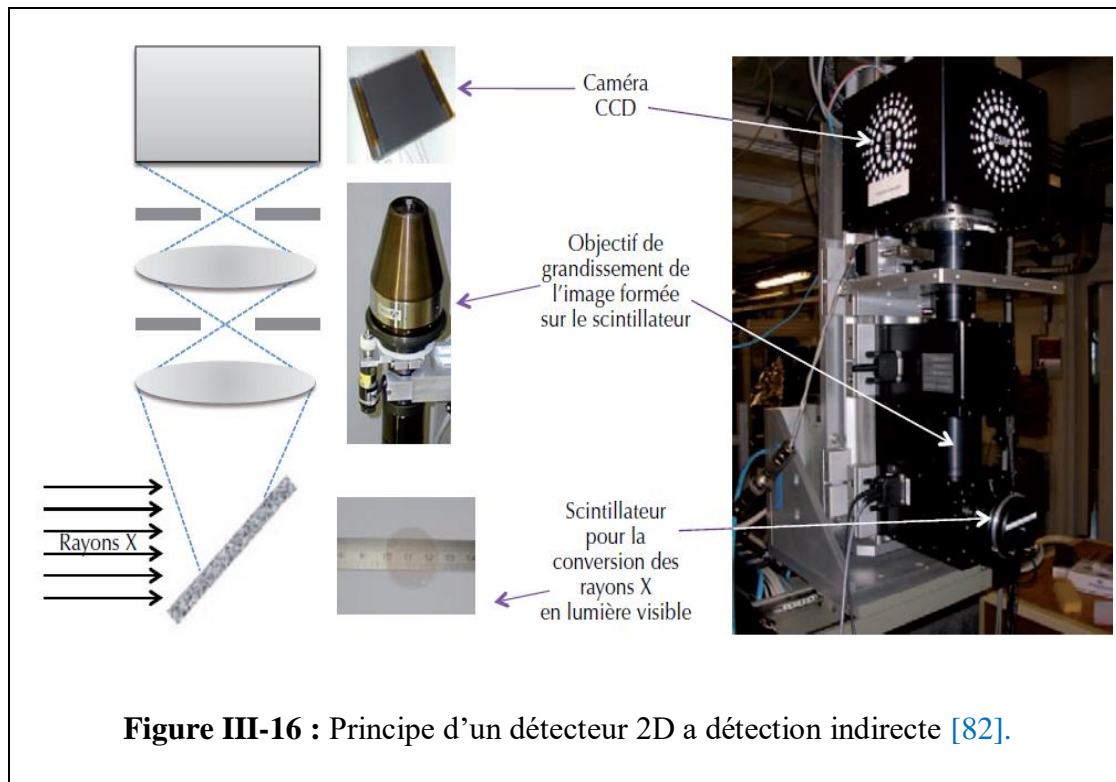 Caméra
CCD
Objectif de
grandissement de
l'image formée
sur le scintillateur
Rayons X
Scintillateur
pour la
conversion des
rayons X
en lumière visible
Figure III-16 : Principe d'un détecteur 2D a détection indirecte [82].